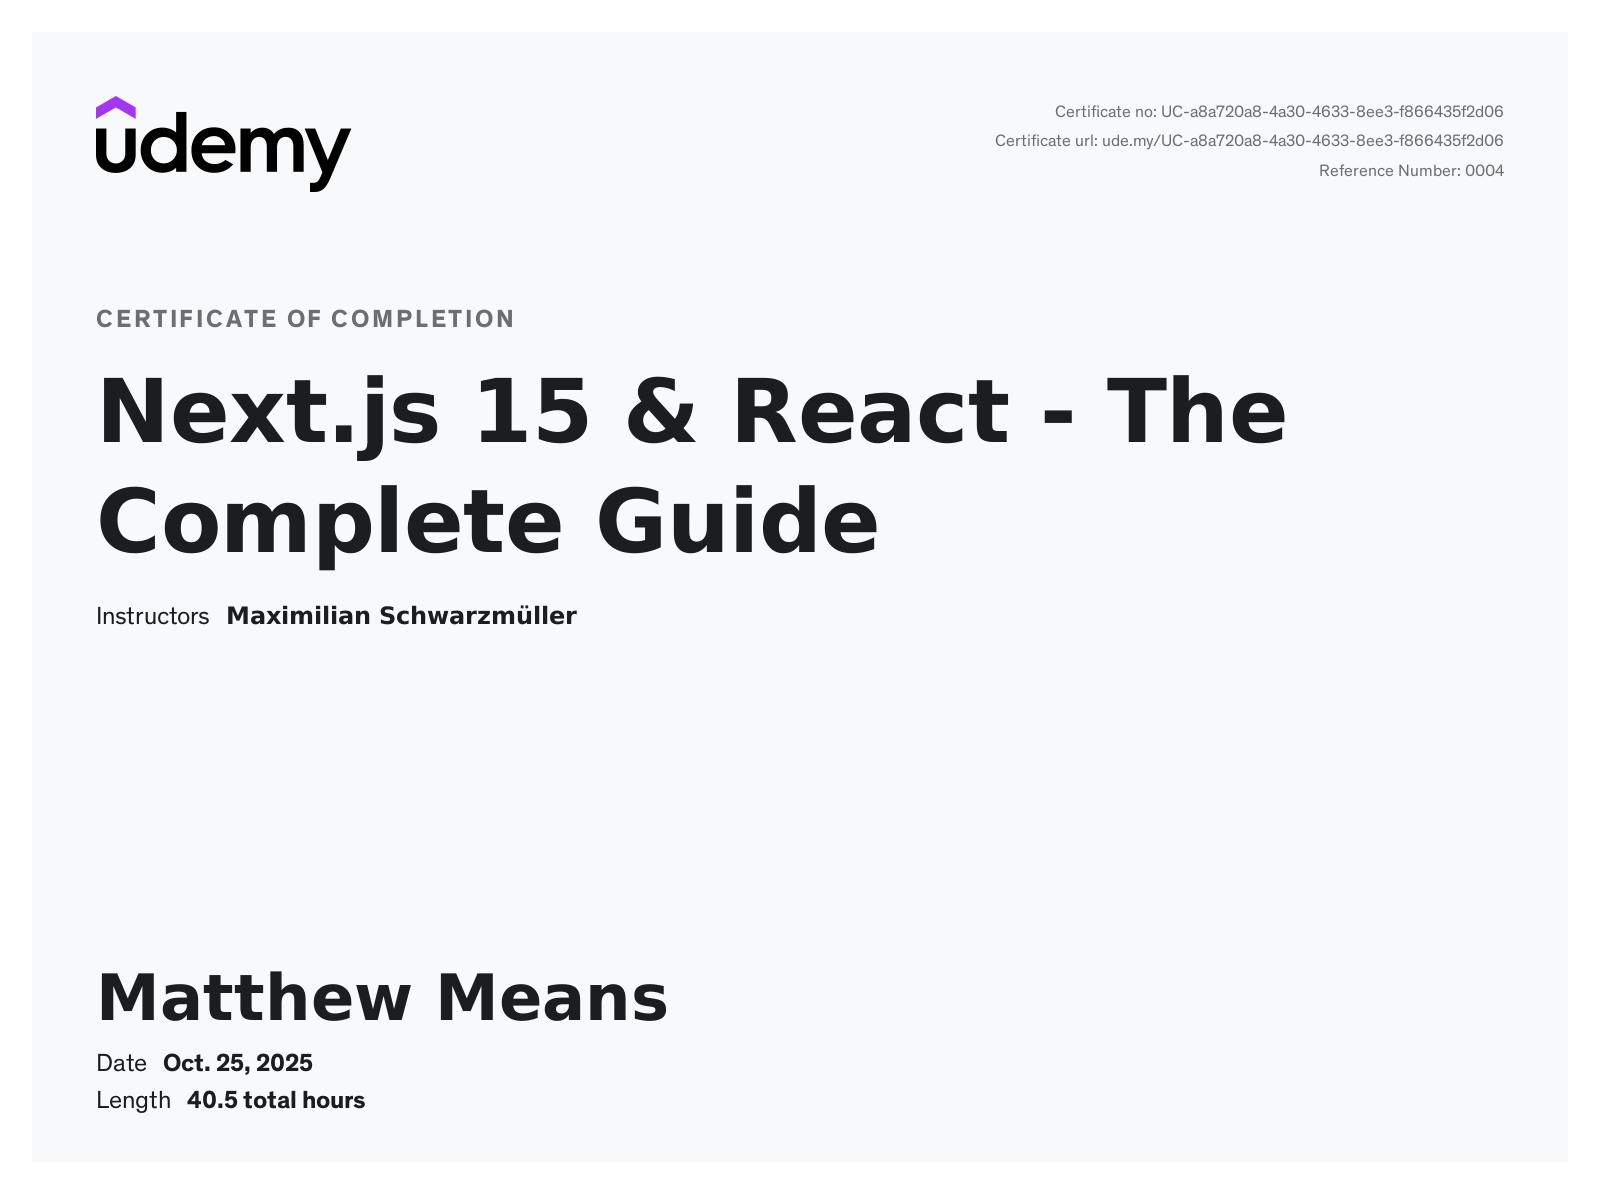 udemy
Certificate no: UC-a8a720a8-4a30-4633-8ee3-f866435f2d06
Certificate url: ude.my/UC-a8a720a8-4a30-4633-8ee3-f866435f2d06
Reference Number: 0004
CERTIFICATE OF COMPLETION
Next.js 15 & React - The
Complete Guide
Instructors Maximilian Schwarzmüller
Matthew Means
Date Oct. 25, 2025
Length 40.5 total hours